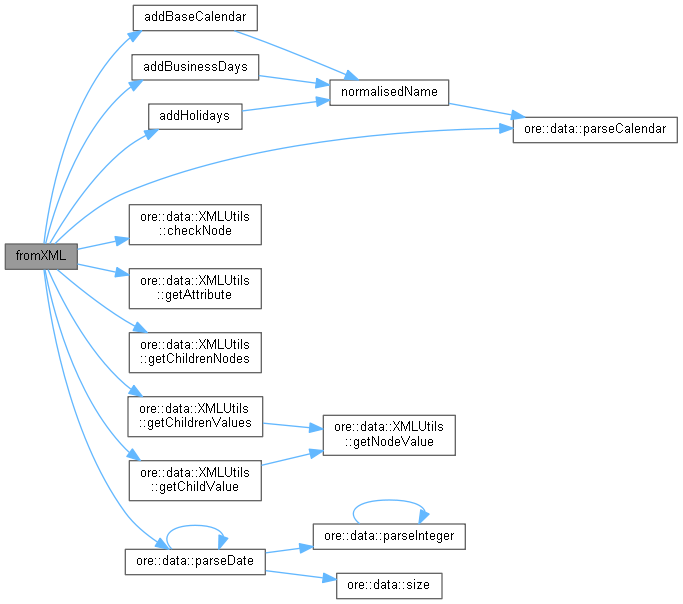 addBaseCalendar
addBusinessDays
normalisedName
addHolidays
ore::data::parseCalendar
ore::data::XMLUtils
::checkNode
fromXML
ore::data::XMLUtils
::getAttribute
ore::data::XMLUtils
::getChildrenNodes
ore::data::XMLUtils
::getChildrenValues
ore::data::XMLUtils
::getNodeValue
ore::data::XMLUtils
::getChildValue
ore::data::parseInteger
ore::data::parseDate
ore::data::size